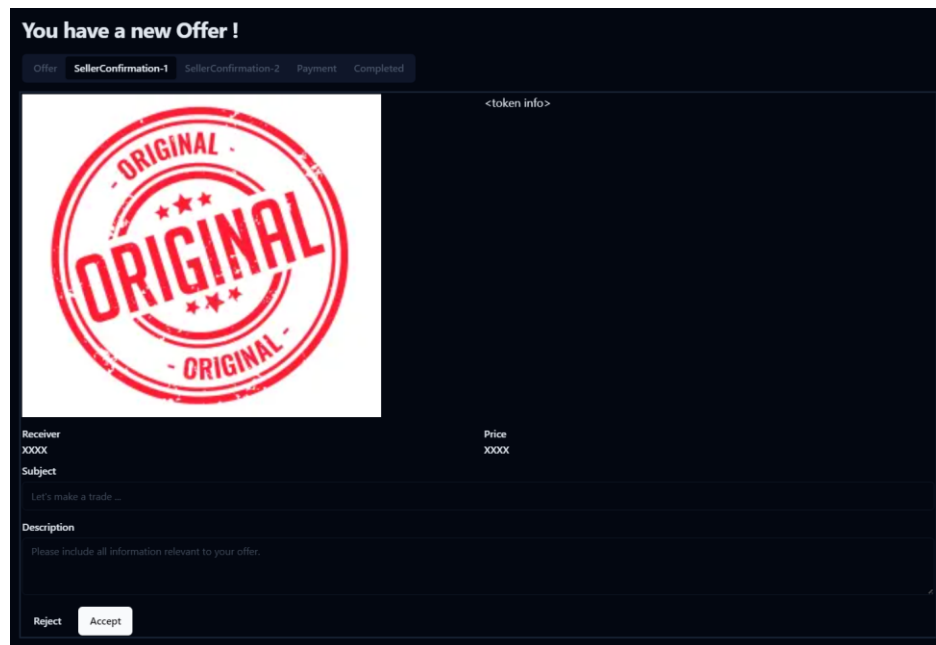 You have a new Offer !
Offer SellerConfirmation-1 SellerConfirmation-2 Payment Completed
<token info>
- ORIGINAL -
ORIGINAL
- ORIGINAL -
Receiver
XXXX
Price
XXXX
Subject
Let's make a trade ...
Description
Please include all information relevant to your offer.
Reject Accept